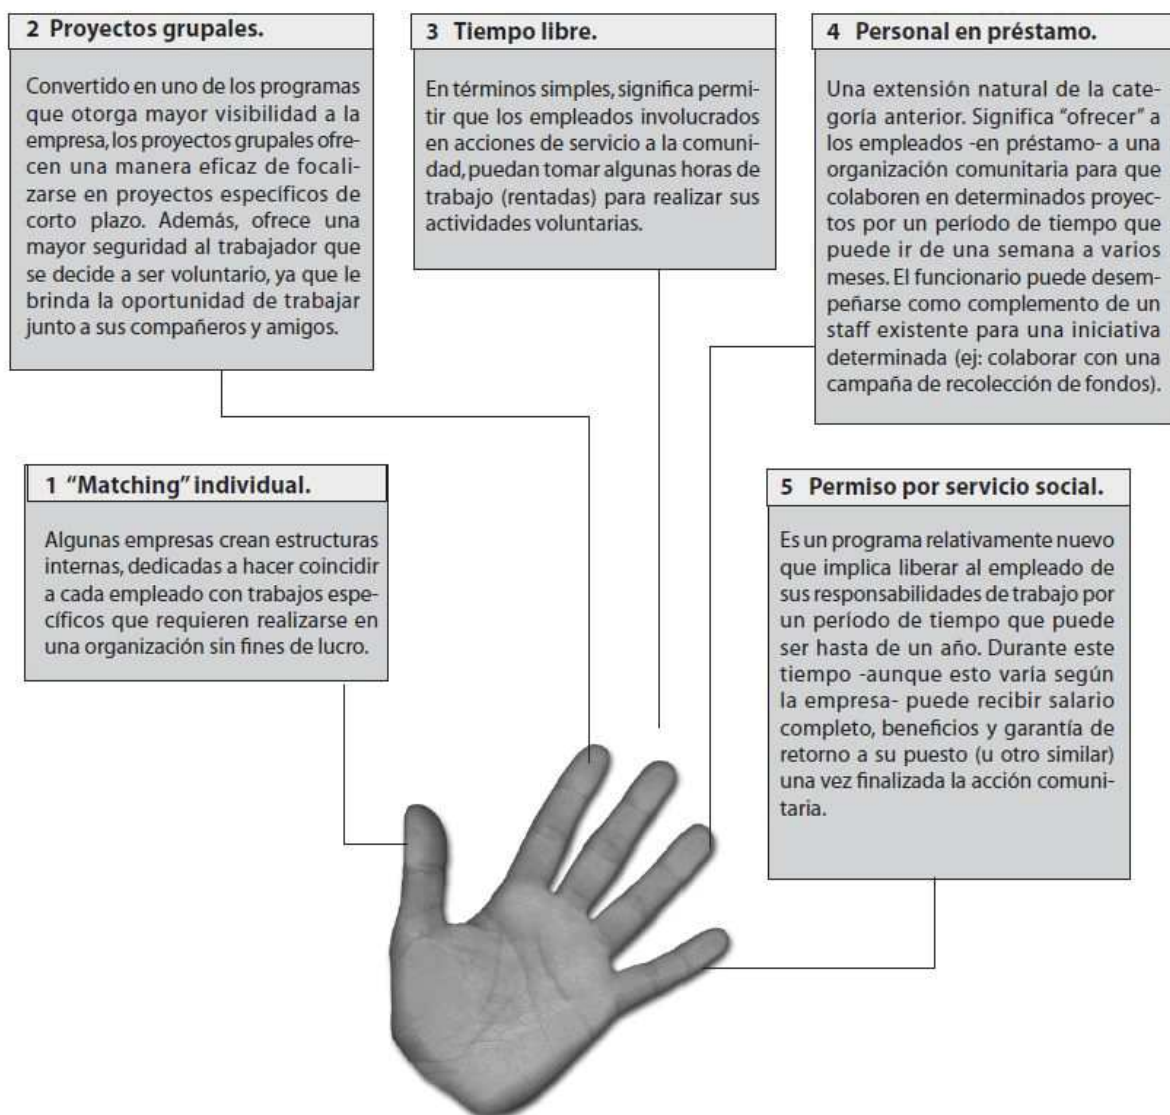 2 Proyectos grupales.
Convertido en uno de los programas
que otorga mayor visibilidad a la
empresa, los proyectos grupales ofre-
cen una manera eficaz de focali-
zarse en proyectos específicos de
corto plazo. Además, ofrece una
mayor seguridad al trabajador que
se decide a ser voluntario, ya que le
brinda la oportunidad de trabajar
junto a sus compañeros y amigos.
3 Tiempo libre.
En términos simples, significa permi-
tir que los empleados involucrados
en acciones de servicio a la comuni-
dad, puedan tomar algunas horas de
trabajo (rentadas) para realizar sus
actividades voluntarias.
4 Personal en préstamo.
Una extensión natural de la cate-
goría anterior. Significa “ofrecer” a
los empleados -en préstamo- a una
organización comunitaria para que
colaboren en determinados proyec-
tos por un período de tiempo que
puede ir de una semana a varios
meses. El funcionario puede desem-
peñarse como complemento de un
staff existente para una iniciativa
determinada (ej: colaborar con una
campaña de recolección de fondos).
1 “Matching” individual.
Algunas empresas crean estructuras
internas, dedicadas a hacer coincidir
a cada empleado con trabajos espe-
cíficos que requieren realizarse en
una organización sin fines de lucro.
5 Permiso por servicio social.
Es un programa relativamente nuevo
que implica liberar al empleado de
sus responsabilidades de trabajo por
un período de tiempo que puede
ser hasta de un año. Durante este
tiempo -aunque esto varía según
la empresa- puede recibir salario
completo, beneficios y garantía de
retorno a su puesto (u otro similar)
una vez finalizada la acción comuni-
taria.